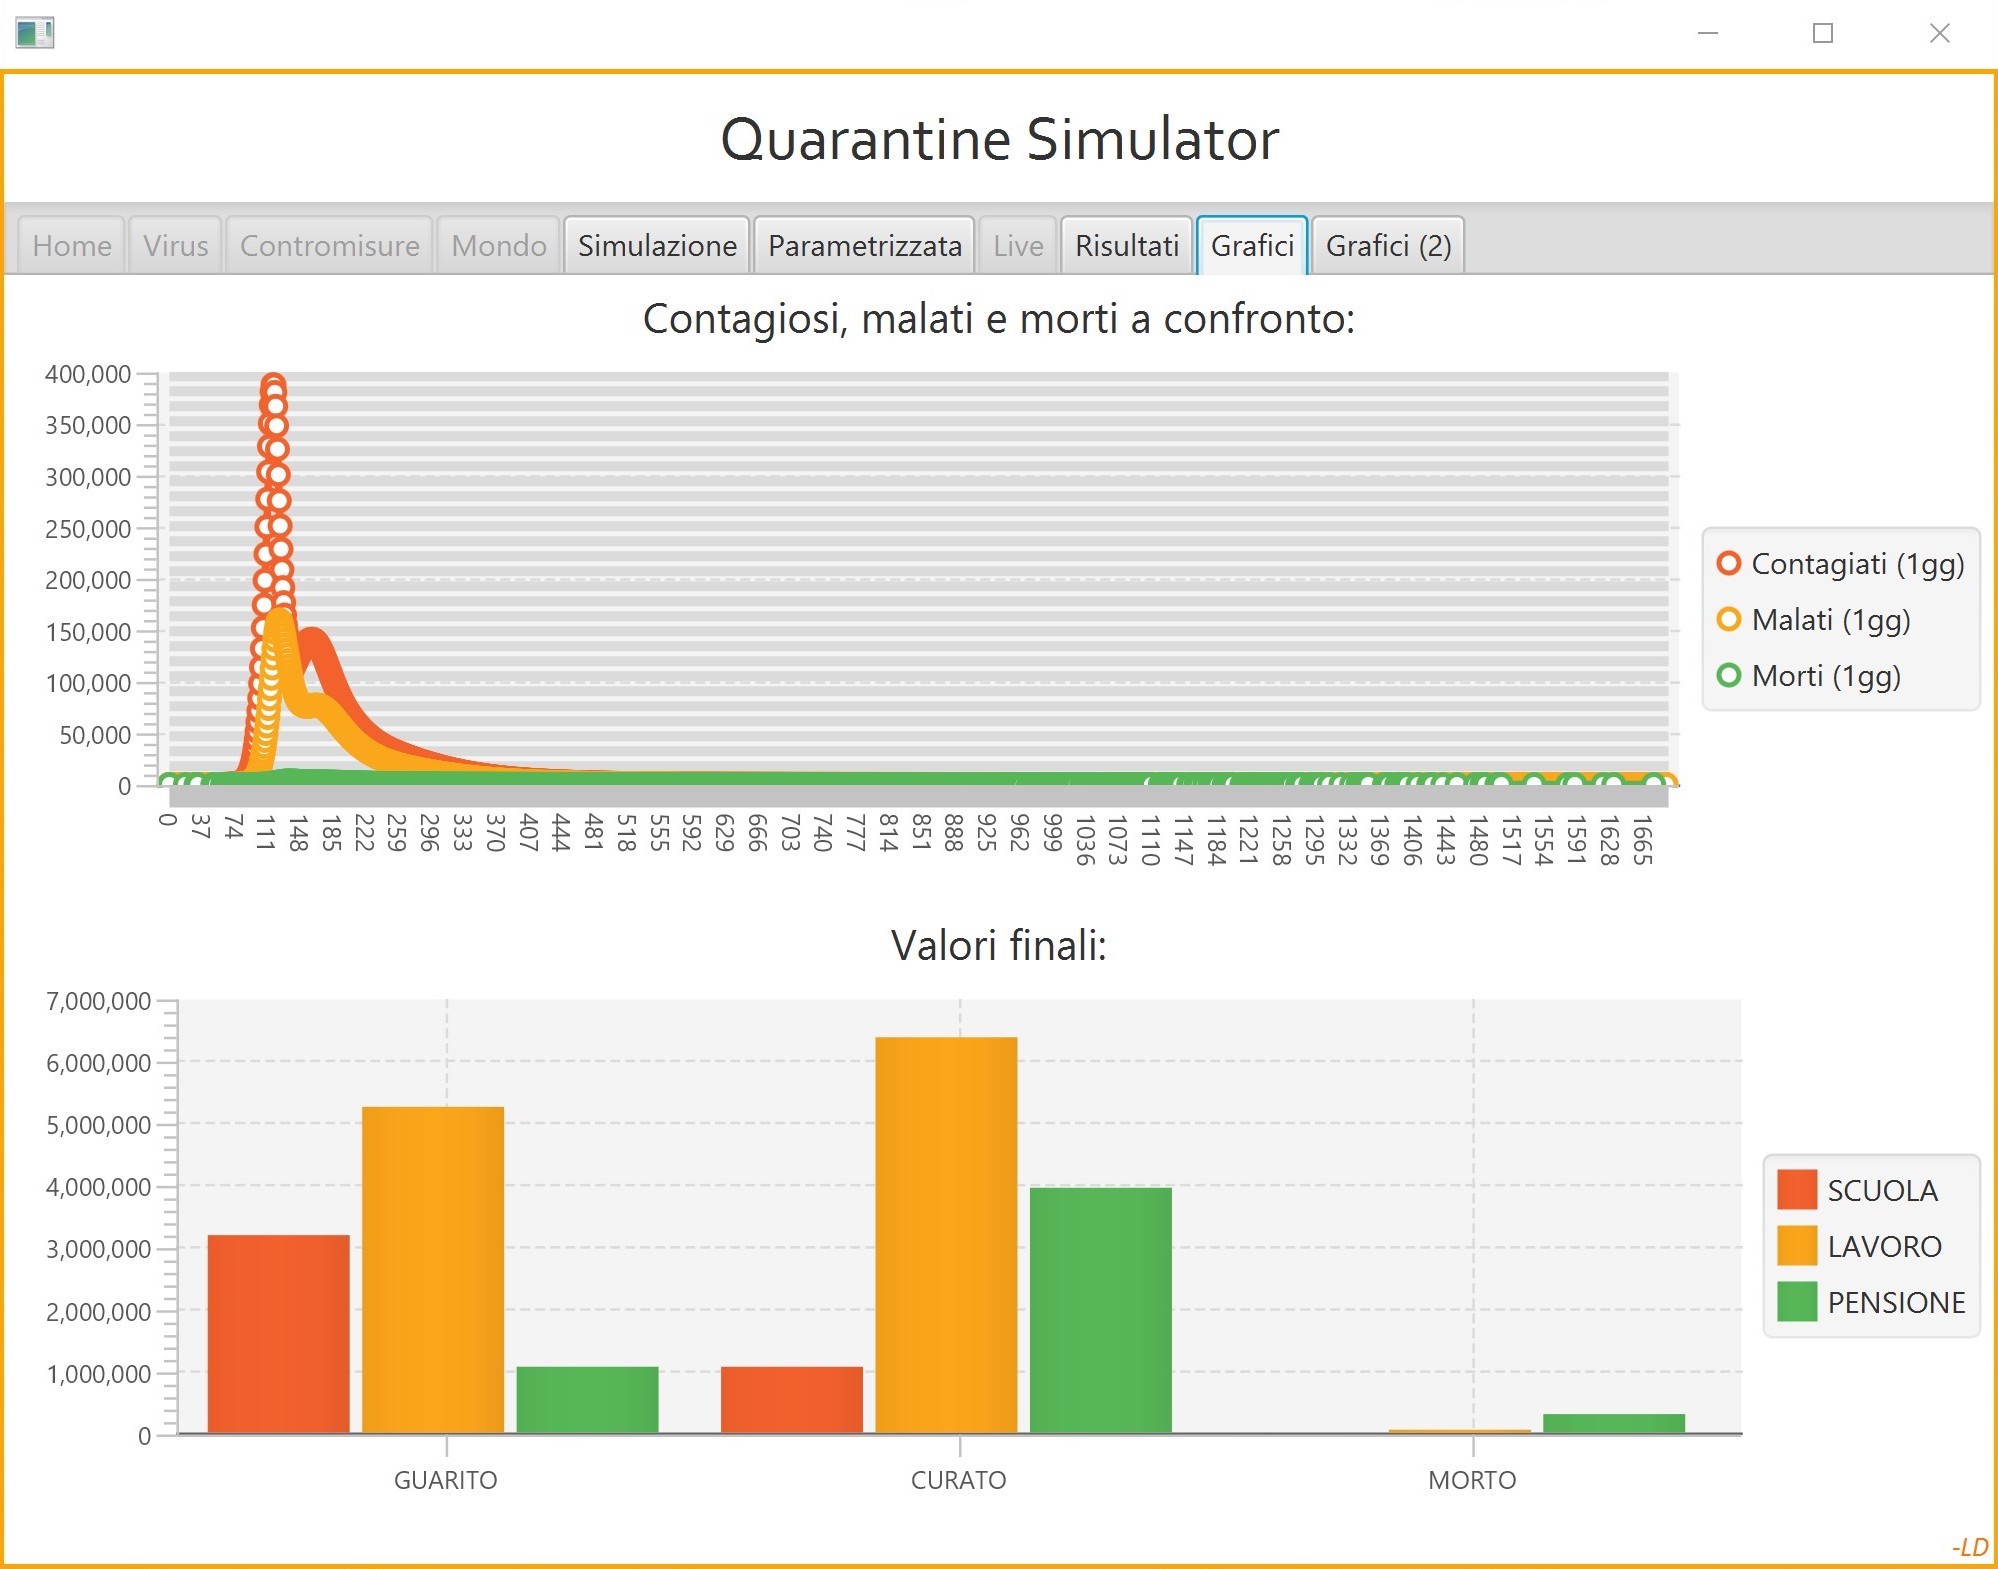 Quarantine Simulator
Home Virus Contromisure Mondo Simulazione Parametrizzata Live Risultati Grafici Grafici (2)
Contagiosi, malati e morti a confronto:
400,000
350,000
300,000
250,000
200,000
150,000
100,000
50,000
0
0 37 74 111 148 185 222 259 296 333 370 407 444 481 518 555 592 629 666 703 740 777 814 851 888 925 962 999 1036 1073 1110 1147 1184 1221 1258 1295 1332 1369 1406 1443 1480 1517 1554 1591 1628 1665
Contagiati (1gg)
Malati (1gg)
Morti (1gg)
Valori finali:
7,000,000
6,000,000
5,000,000
4,000,000
3,000,000
2,000,000
1,000,000
0
GUARITO CURATO MORTO
SCUOLA
LAVORO
PENSIONE
-LD